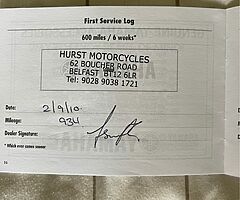 First Service Log
600 miles / 6 weeks*
HURST MOTORCYCLES
62 BOUCHER ROAD
BELFAST BT12 6LR
Tel: 9028 9038 1721
Date: 2/9/10
Mileage: 934
Dealer Signature:
* Which ever comes sooner